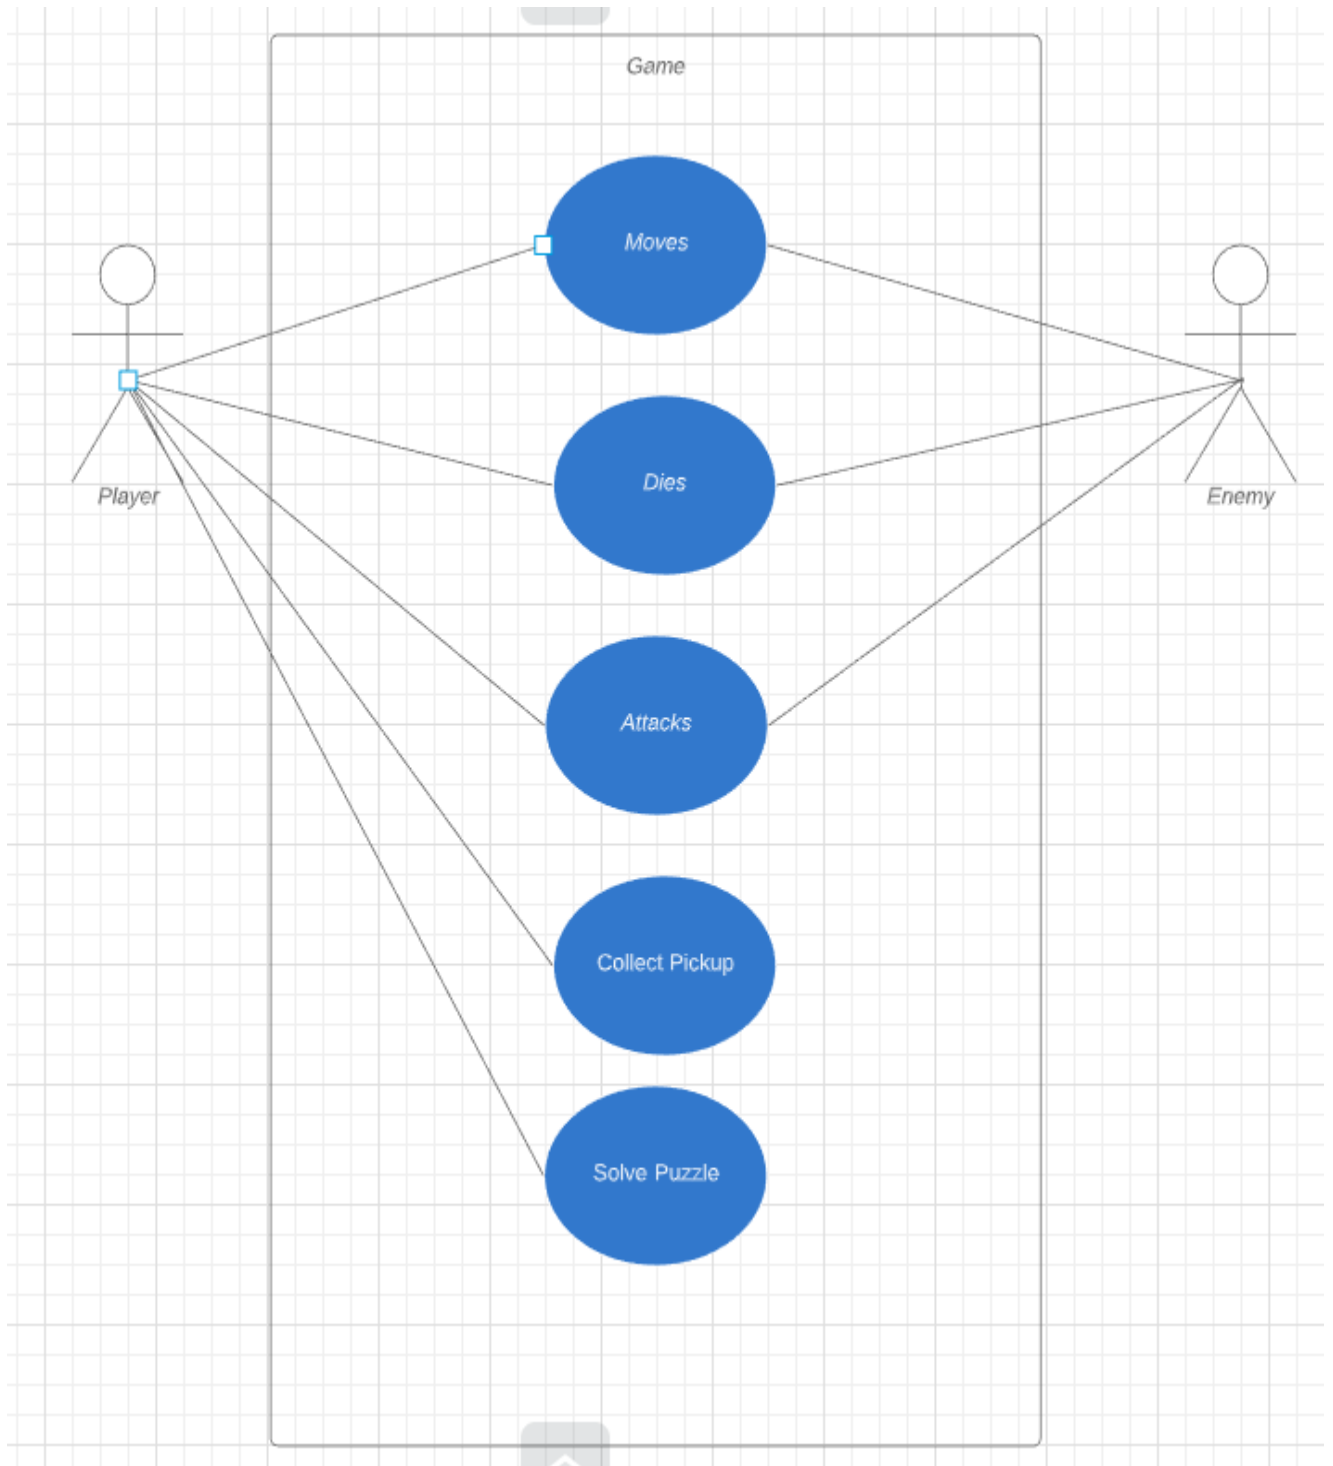 Game
Moves
Dies
Player
Enemy
Attacks
Collect Pickup
Solve Puzzle